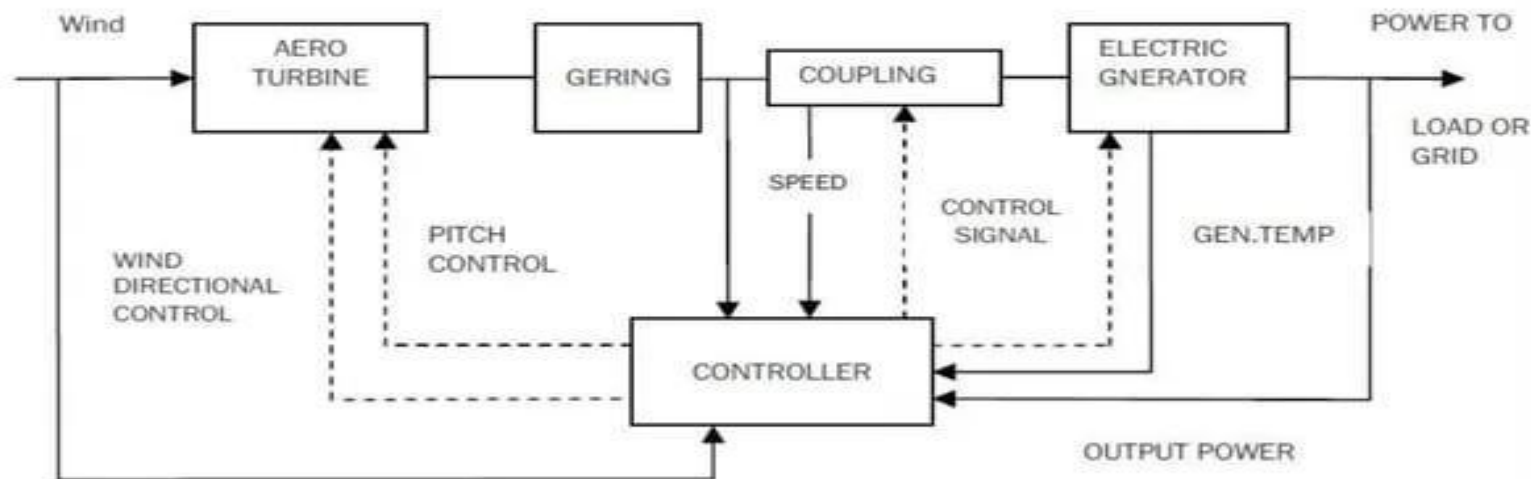 Wind
AERO
TURBINE
GERING
COUPLING
ELECTRIC
GNERATOR
POWER TO
LOAD OR
GRID
SPEED
CONTROL
SIGNAL
GEN.TEMP
PITCH
CONTROL
WIND
DIRECTIONAL
CONTROL
CONTROLLER
OUTPUT POWER